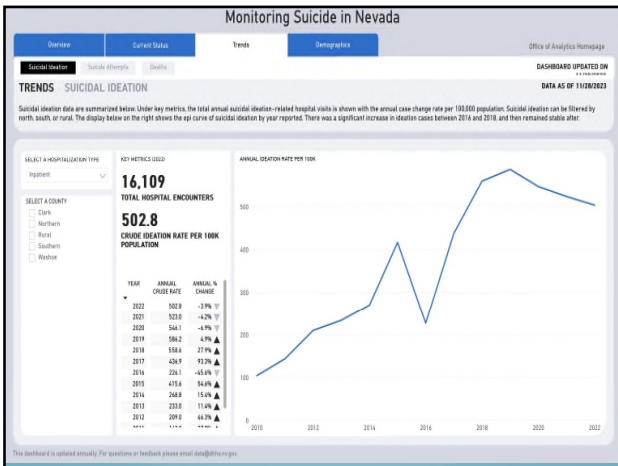 Monitoring Suicide in Nevada
Overview
Current Status
Trends
Demographics
Office of Analytics Homepage
Suicidal Ideation
Suicide Attempts
Deaths
DASHBOARD UPDATED ON
TRENDS - SUICIDAL IDEATION
DATA AS OF 11/28/2023
Suicidal ideation data are summarized below. Under key metrics, the total annual suicidal ideation-related hospital visits is shown with the annual case change rate per 100,000 population. Suicidal ideation can be filtered by
north, south, or rural. The display below on the right shows the epi curve of suicidal ideation by year reported. There was a significant increase in ideation cases between 2016 and 2018, and then remained stable after.
SELECT A HOSPITALIZATION TYPE
Inpatient
SELECT A COUNTY
Clark
Northern
Rural
Southern
Washoe
KEY METRICS (2022)
16,109
TOTAL HOSPITAL ENCOUNTERS
502.8
CRUDE IDEATION RATE PER 100K
POPULATION
YEAR ANNUAL CRUDE RATE ANNUAL % CHANGE
2022 502.8 -3.9% ▼
2021 523.0 -4.2% ▼
2020 546.1 -6.9% ▼
2019 586.2 4.9% ▲
2018 558.6 27.9% ▲
2017 436.9 93.3% ▲
2016 226.1 -45.6% ▼
2015 415.6 54.6% ▲
2014 268.8 15.4% ▲
2013 233.0 11.4% ▲
2012 209.0 46.3% ▲
ANNUAL IDEATION RATE PER 100K
500
400
300
200
100
0
2010 2012 2014 2016 2018 2020 2022
This dashboard is updated annually. For questions or feedback please email data@dhhs.nv.gov.